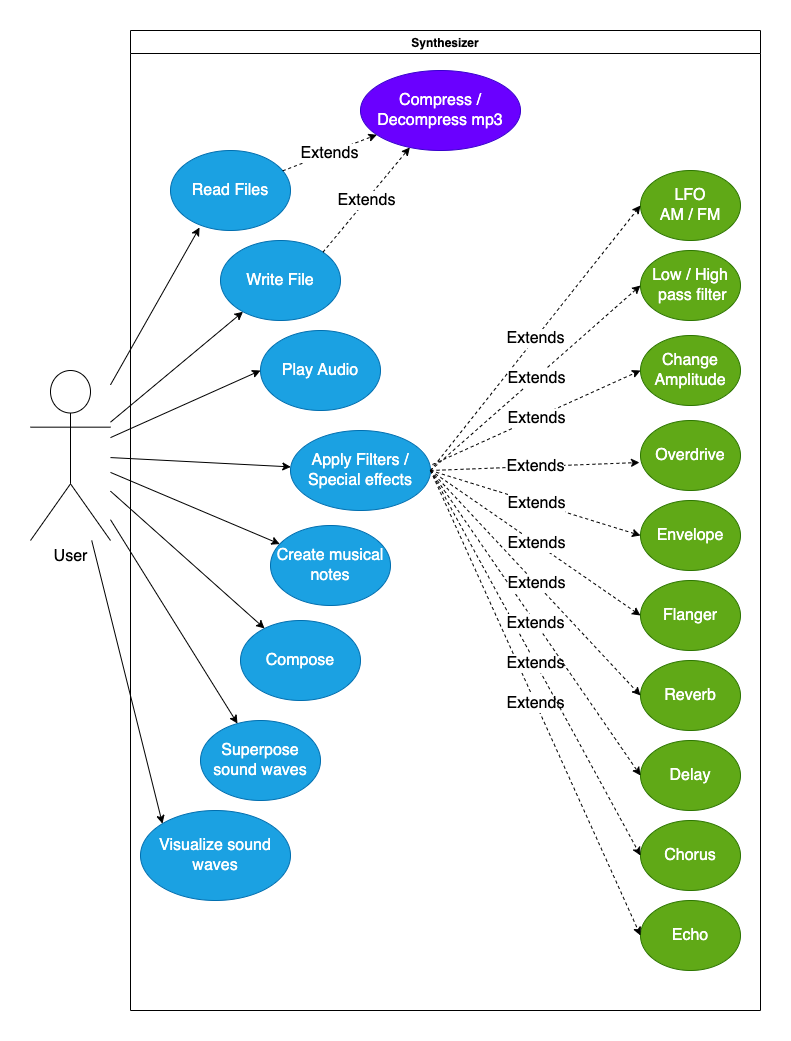 Synthesizer
Compress /
Decompress mp3
Extends
Read Files
Extends
Write File
Play Audio
Apply Filters /
Special effects
Create musical
notes
Compose
Superpose
sound waves
Visualize sound
waves
User
Extends
Extends
Extends
Extends
Extends
Extends
Extends
Extends
Extends
Extends
LFO
AM / FM
Low / High
pass filter
Change
Amplitude
Overdrive
Envelope
Flanger
Reverb
Delay
Chorus
Echo